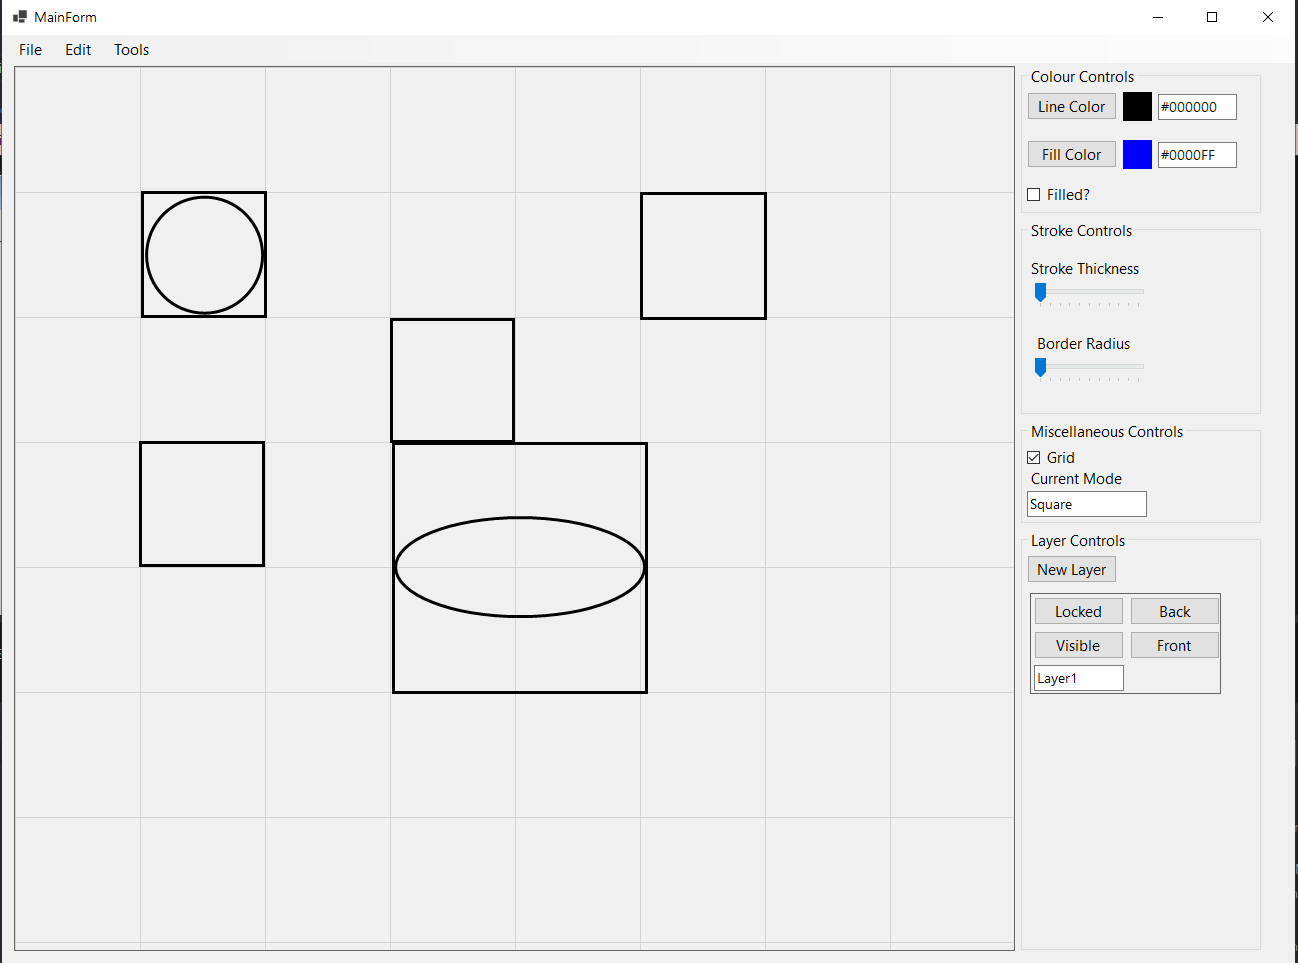 MainForm
File Edit Tools
Colour Controls
Line Color #000000
Fill Color #0000FF
Filled?
Stroke Controls
Stroke Thickness
Border Radius
Miscellaneous Controls
Grid
Current Mode
Square
Layer Controls
New Layer
Locked Back
Visible Front
Layer1